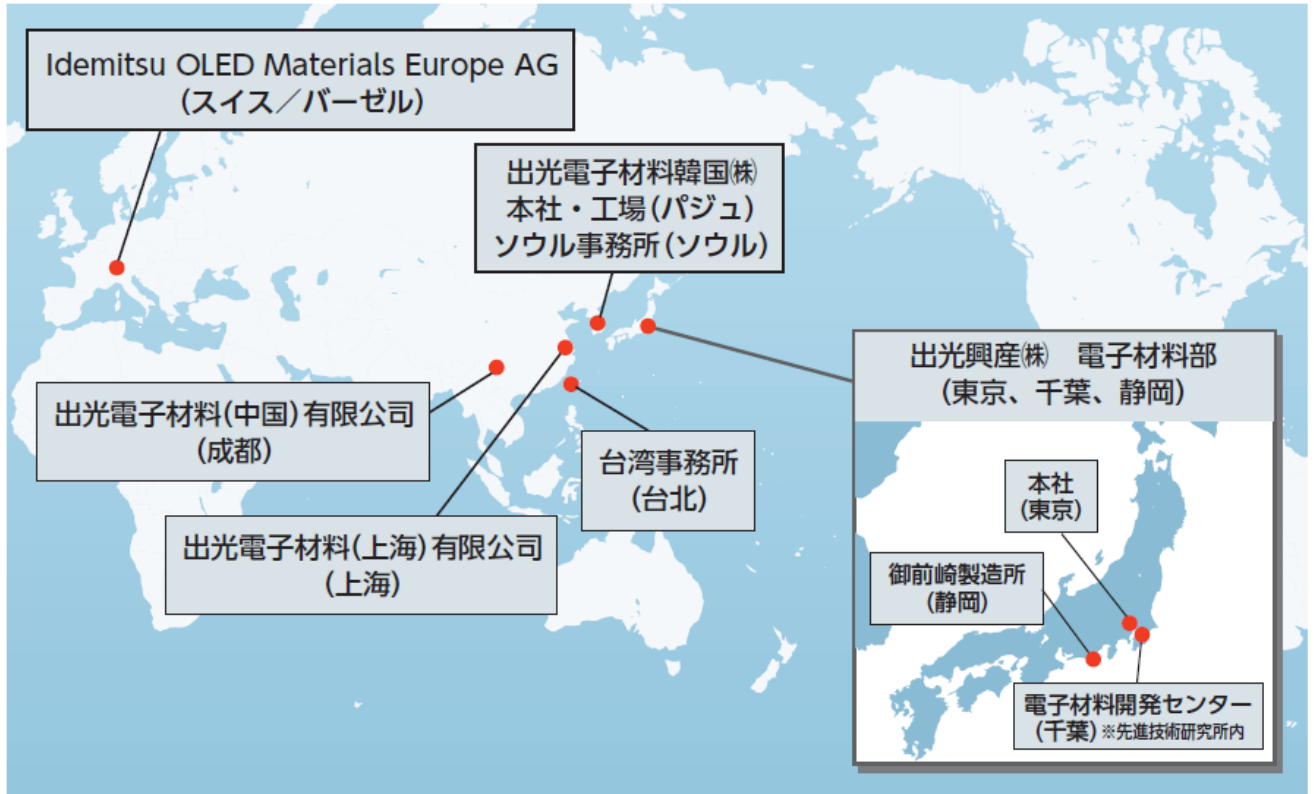 Idemitsu OLED Materials Europe AG
(スイス／バーゼル)
出光電子材料韓国㈱
本社・工場(パジュ)
ソウル事務所(ソウル)
出光電子材料(中国)有限公司
(成都)
出光電子材料(上海)有限公司
(上海)
台湾事務所
(台北)
出光興産㈱　電子材料部
(東京、千葉、静岡)
本社
(東京)
御前崎製造所
(静岡)
電子材料開発センター
(千葉)※先進技術研究所内